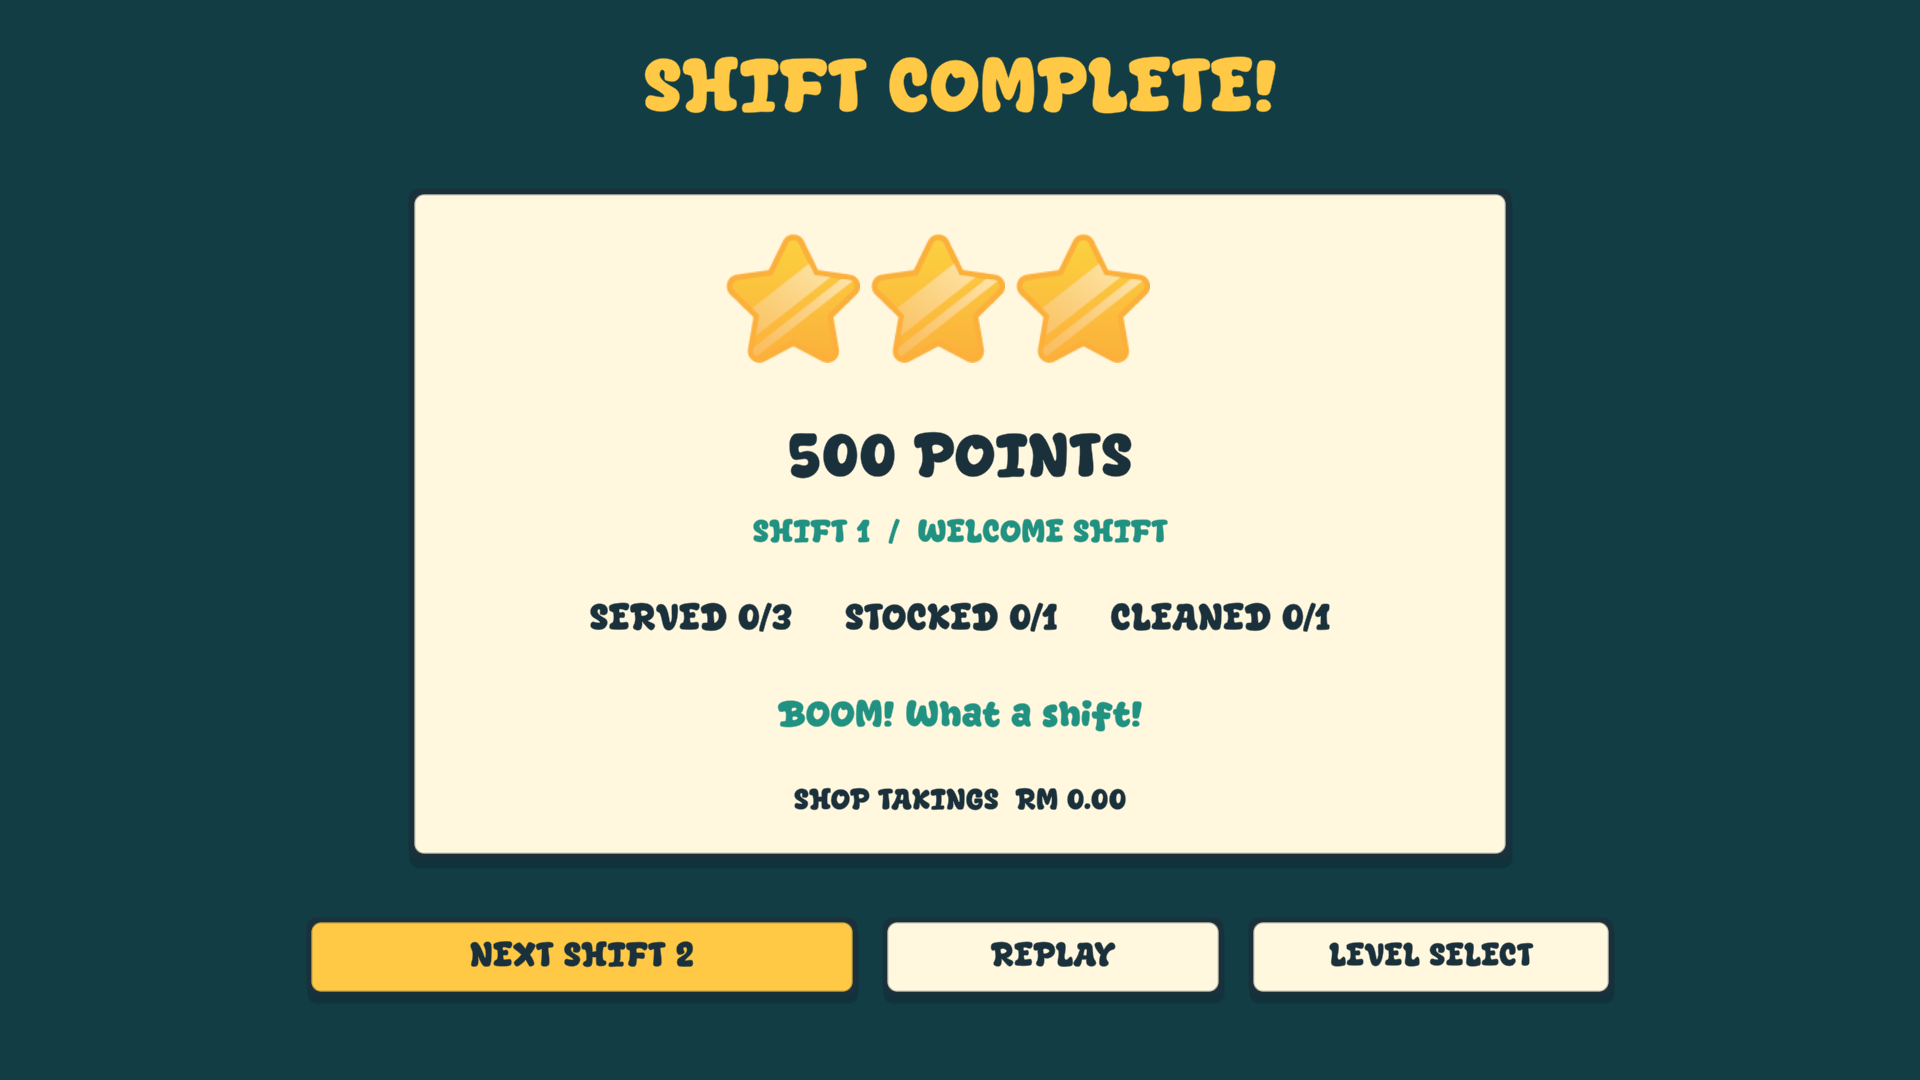 SHIFT COMPLETE!
500 POINTS
SHIFT 1 / WELCOME SHIFT
SERVED 0/3 STOCKED 0/1 CLEANED 0/1
BOOM! What a shift!
SHOP TAKINGS RM 0.00
NEXT SHIFT 2
REPLAY
LEVEL SELECT